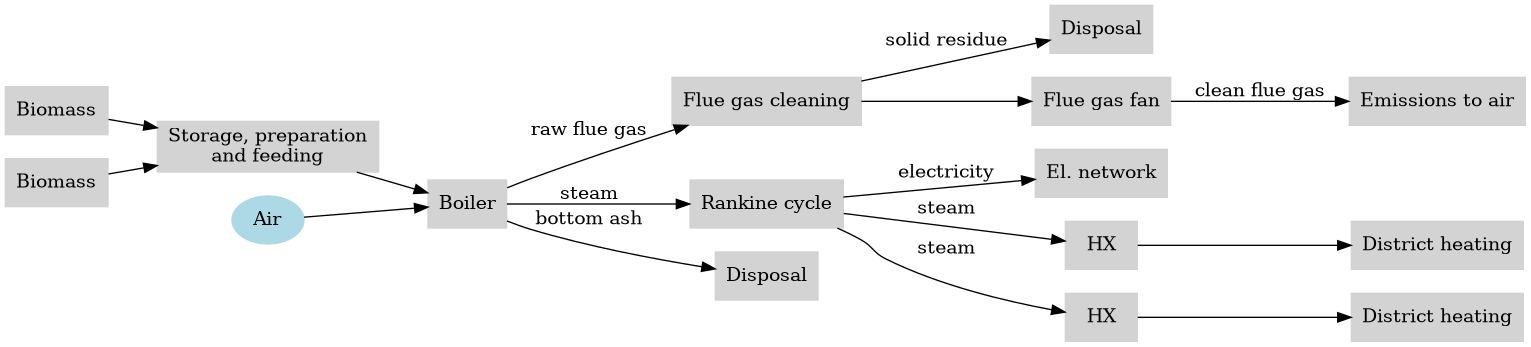 Biomass
Biomass
Storage, preparation
and feeding
Air
Boiler
raw flue gas
steam
bottom ash
Flue gas cleaning
Rankine cycle
Disposal
solid residue
electricity
steam
steam
Disposal
Flue gas fan
El. network
HX
HX
clean flue gas
Emissions to air
District heating
District heating